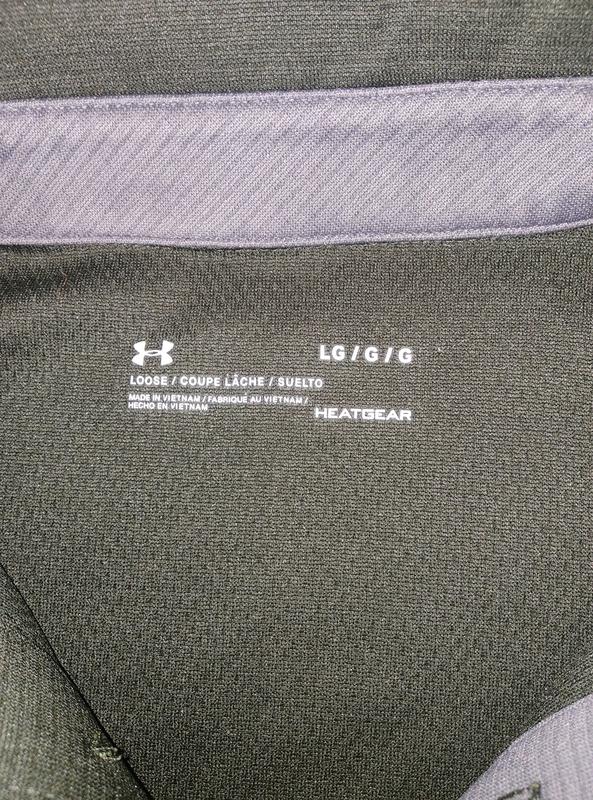 LG / G / G
LOOSE / COUPE LÂCHE / SUELTO
MADE IN VIETNAM / FABRIQUE AU VIETNAM /
HECHO EN VIETNAM
HEATGEAR